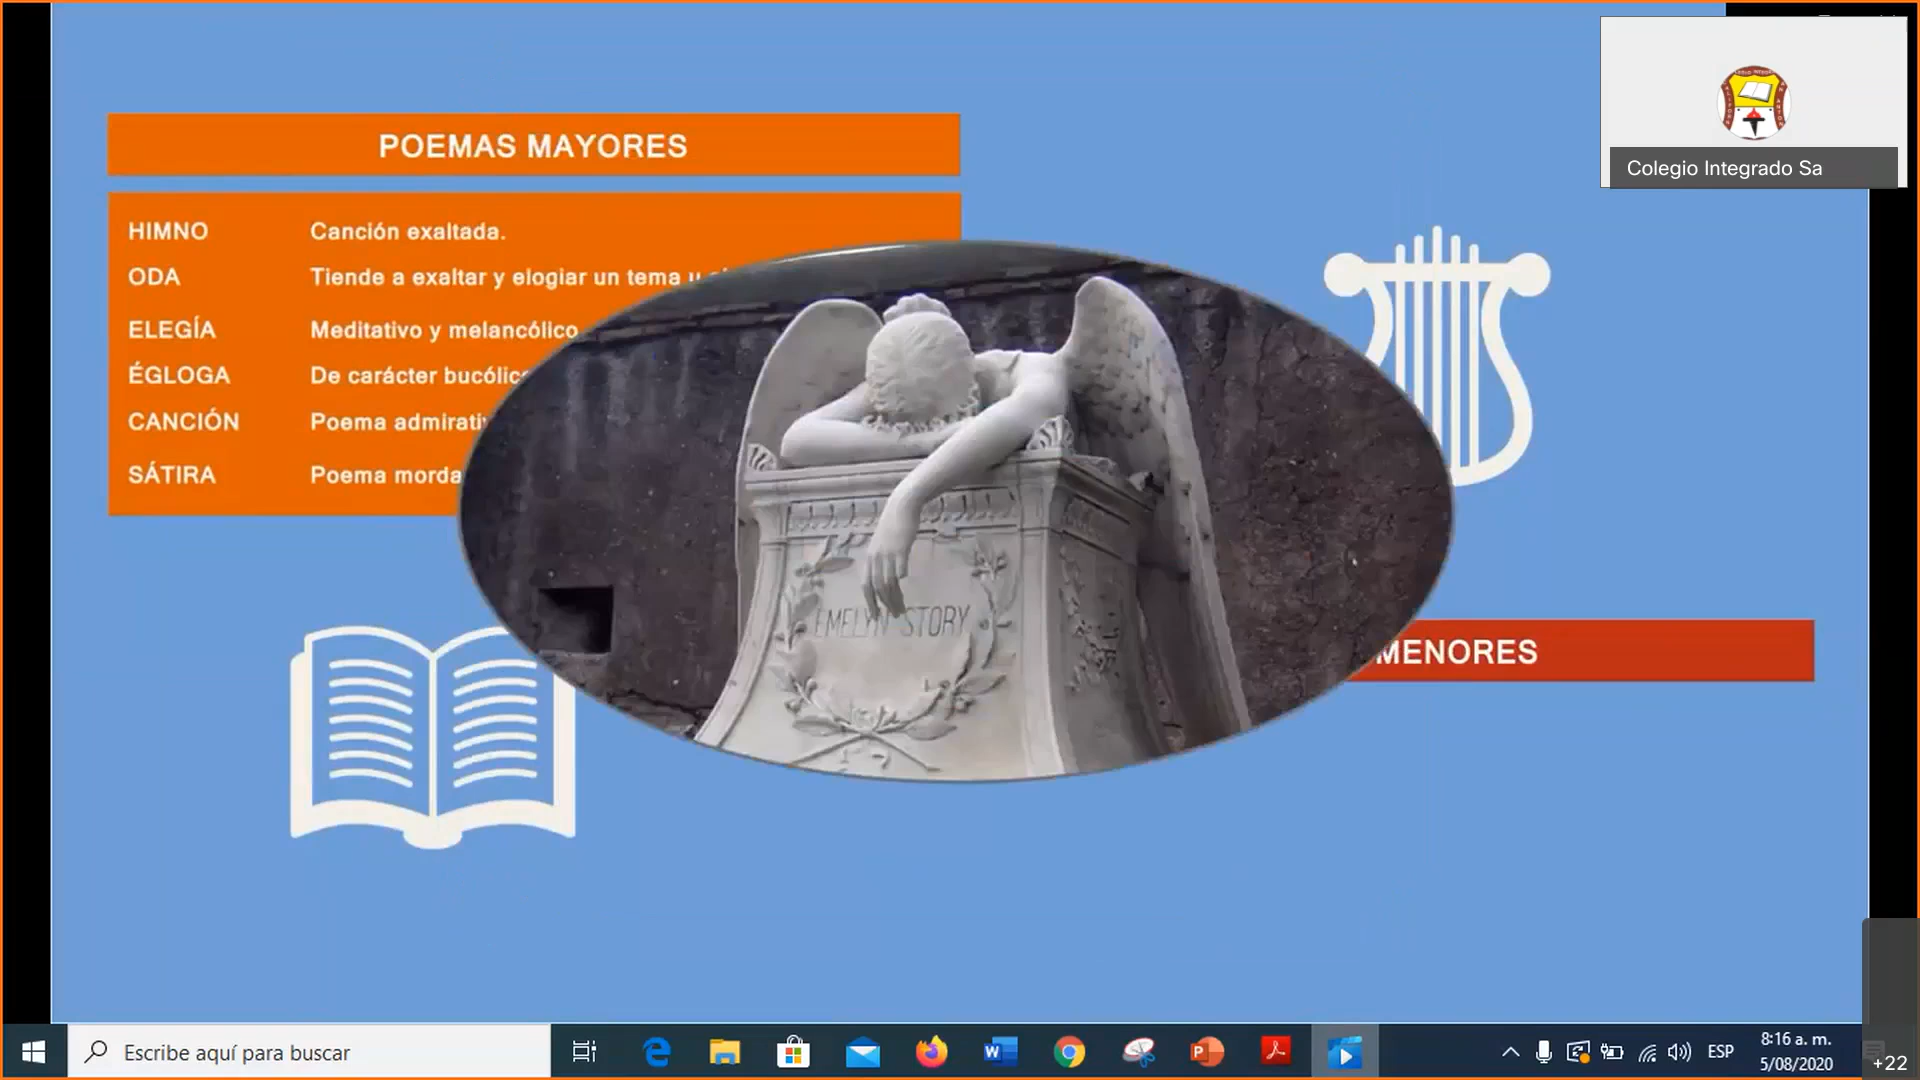 POEMAS MAYORES
HIMNO Canción exaltada.
ODA Tiende a exaltar y elogiar un tema u
ELEGÍA Meditativo y melancólico
ÉGLOGA De carácter bucólic
CANCIÓN Poema admirativ
SÁTIRA Poema morda
EMELYN STORY
MENORES
Colegio Integrado Sa
Escribe aquí para buscar
ESP
8:16 a. m.
5/08/2020
+22